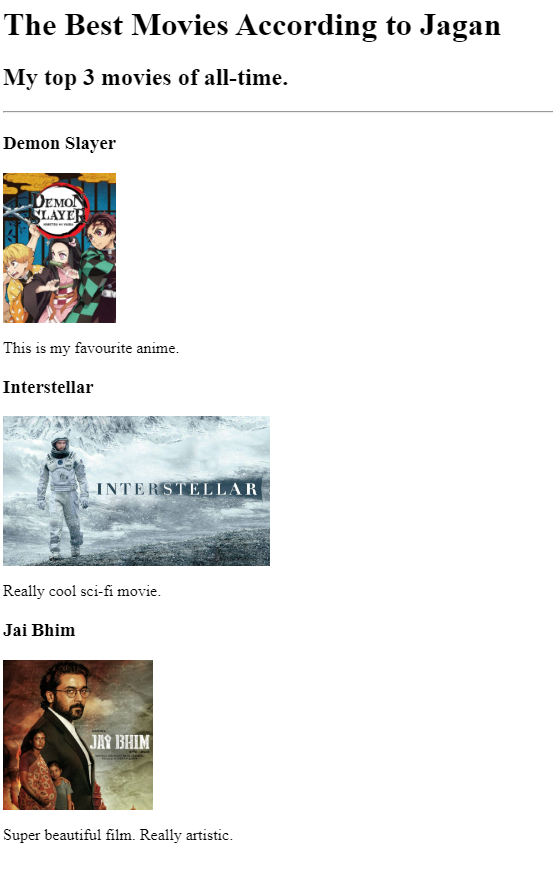 The Best Movies According to Jagan
My top 3 movies of all-time.
Demon Slayer
DEMON
SLAYER
This is my favourite anime.
Interstellar
INTERSTELLAR
Really cool sci-fi movie.
Jai Bhim
JAI BHIM
Super beautiful film. Really artistic.